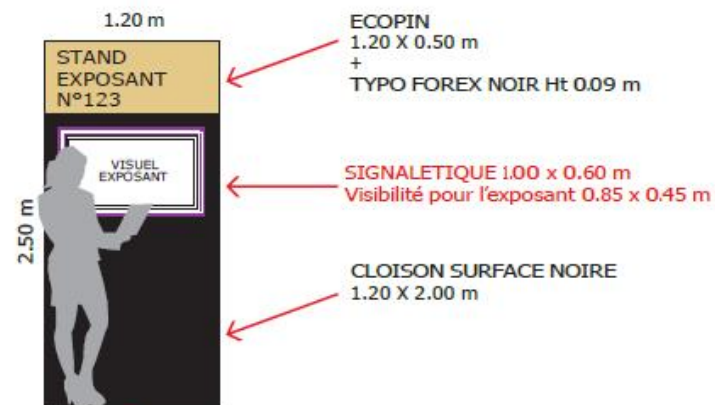 1.20 m
STAND
EXPOSANT
N°123
VISUEL
EXPOSANT
2.50 m
ECOPIN
1.20 X 0.50 m
+
TYPO FOREX NOIR Ht 0.09 m
SIGNALETIQUE 1.00 x 0.60 m
Visibilité pour l'exposant 0.85 x 0.45 m
CLOISON SURFACE NOIRE
1.20 X 2.00 m